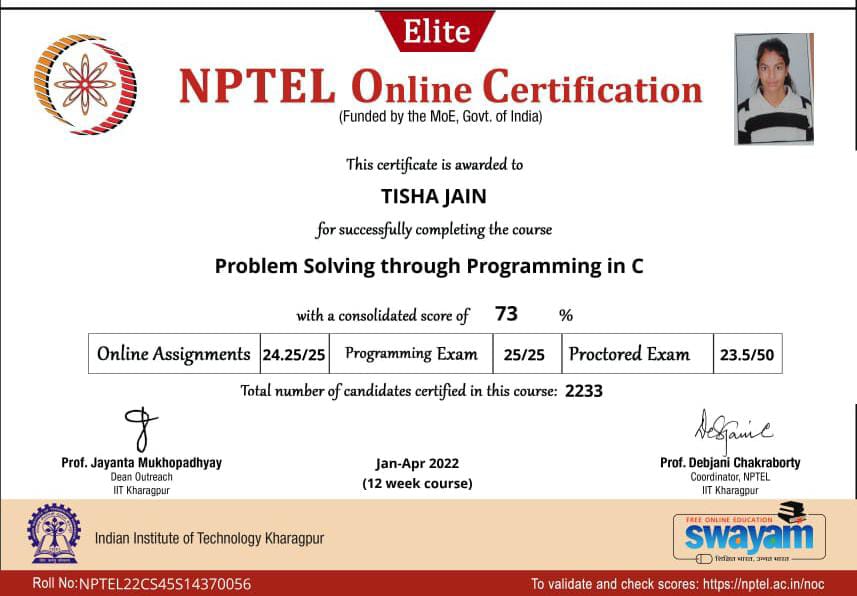 Elite
NPTEL Online Certification
(Funded by the MoE, Govt. of India)
This certificate is awarded to
TISHA JAIN
for successfully completing the course
Problem Solving through Programming in C
with a consolidated score of 73 %
Online Assignments 24.25/25 Programming Exam 25/25 Proctored Exam 23.5/50
Total number of candidates certified in this course: 2233
Prof. Jayanta Mukhopadhyay
Dean Outreach
IIT Kharagpur
Jan-Apr 2022
(12 week course)
Prof. Debjani Chakraborty
Coordinator, NPTEL
IIT Kharagpur
Indian Institute of Technology Kharagpur
FREE ONLINE EDUCATION
swayam
शिक्षित भारत, उन्नत भारत
Roll No:NPTEL22CS45S14370056
To validate and check scores: https://nptel.ac.in/noc